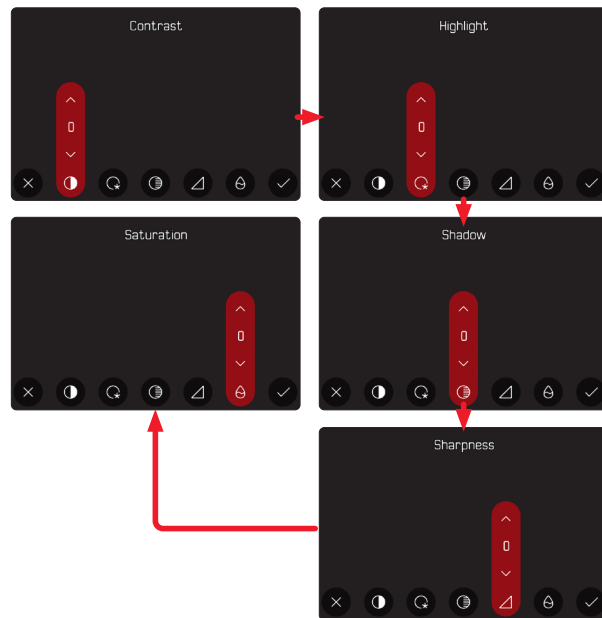 Contrast
0
Highlight
0
Saturation
0
Shadow
0
Sharpness
0